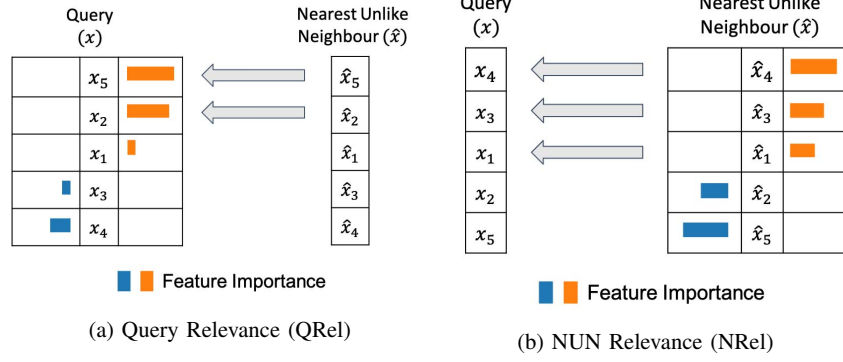 Query
(x)
Nearest Unlike
Neighbour (x̂)
x₅
x̂₅
x₂
x̂₂
x₁
x̂₁
x₃
x̂₃
x₄
x̂₄
Feature Importance
(a) Query Relevance (QRel)
Query
(x)
Nearest Unlike
Neighbour (x̂)
x₄
x̂₄
x₃
x̂₃
x₁
x̂₁
x₂
x̂₂
x₅
x̂₅
Feature Importance
(b) NUN Relevance (NRel)